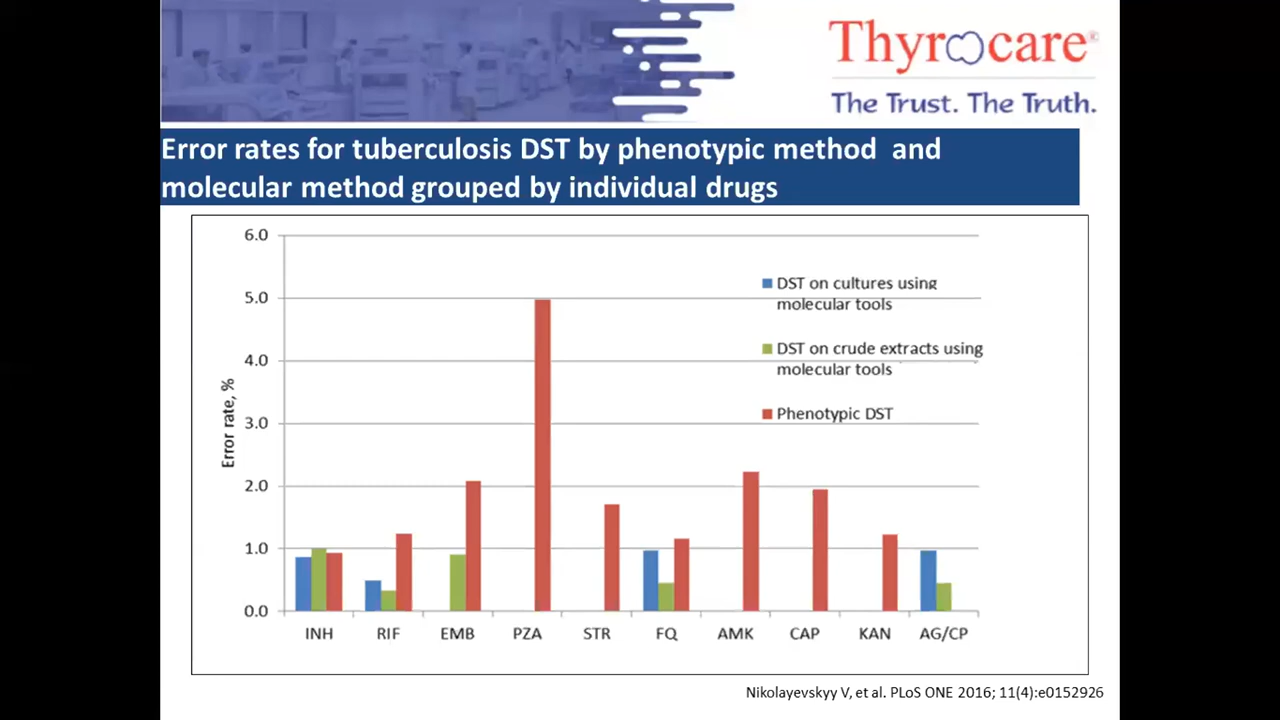 Thyrocare®
The Trust. The Truth.
Error rates for tuberculosis DST by phenotypic method and
molecular method grouped by individual drugs
6.0
5.0
4.0
3.0
2.0
1.0
0.0
Error rate, %
DST on cultures using
molecular tools
DST on crude extracts using
molecular tools
Phenotypic DST
INH RIF EMB PZA STR FQ AMK CAP KAN AG/CP
Nikolayevskyy V, et al. PLoS ONE 2016; 11(4):e0152926